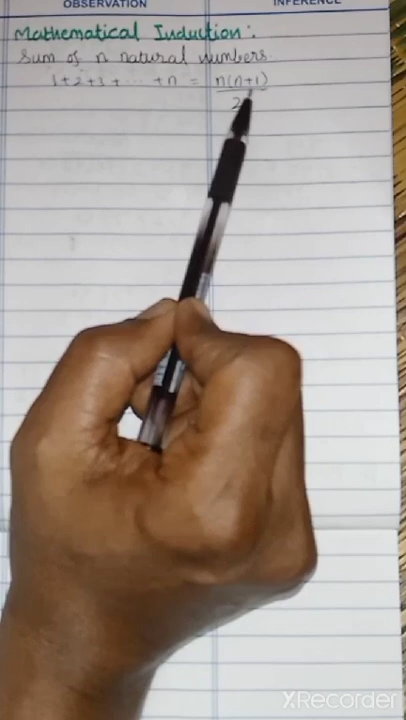 OBSERVATION INFERENCE
Mathematical Induction:
Sum of n natural numbers.
1+2+3+ ... +n = n(n+1)
2
XRecorder